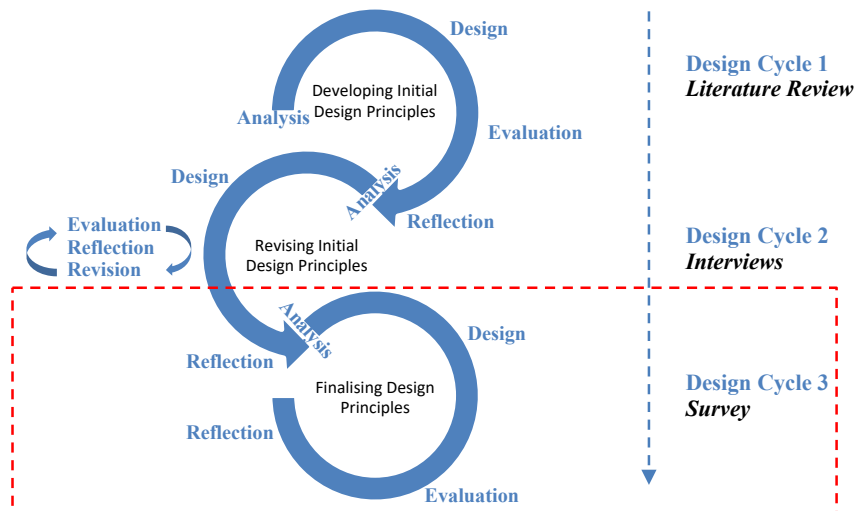 Design
Developing Initial
Design Principles
Analysis
Evaluation
Design Cycle 1
Literature Review
Analysis
Reflection
Design
Evaluation
Reflection
Revision
Revising Initial
Design Principles
Design Cycle 2
Interviews
Analysis
Reflection
Design
Finalising Design
Principles
Reflection
Evaluation
Design Cycle 3
Survey